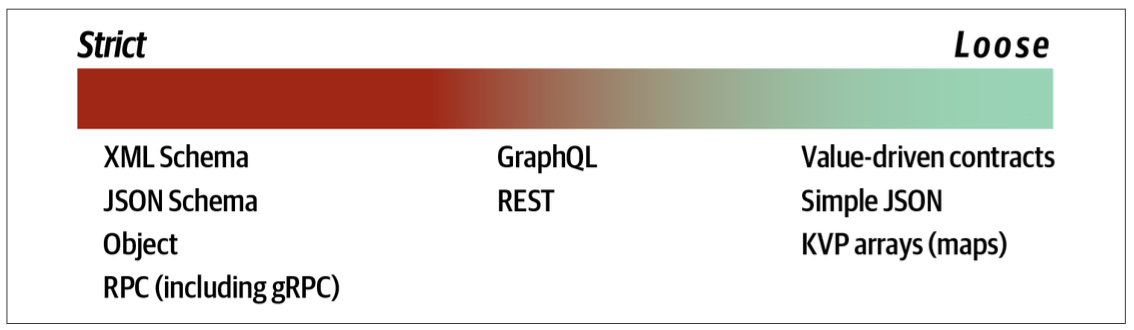 Strict
Loose
XML Schema
JSON Schema
Object
RPC (including gRPC)
GraphQL
REST
Value-driven contracts
Simple JSON
KVP arrays (maps)